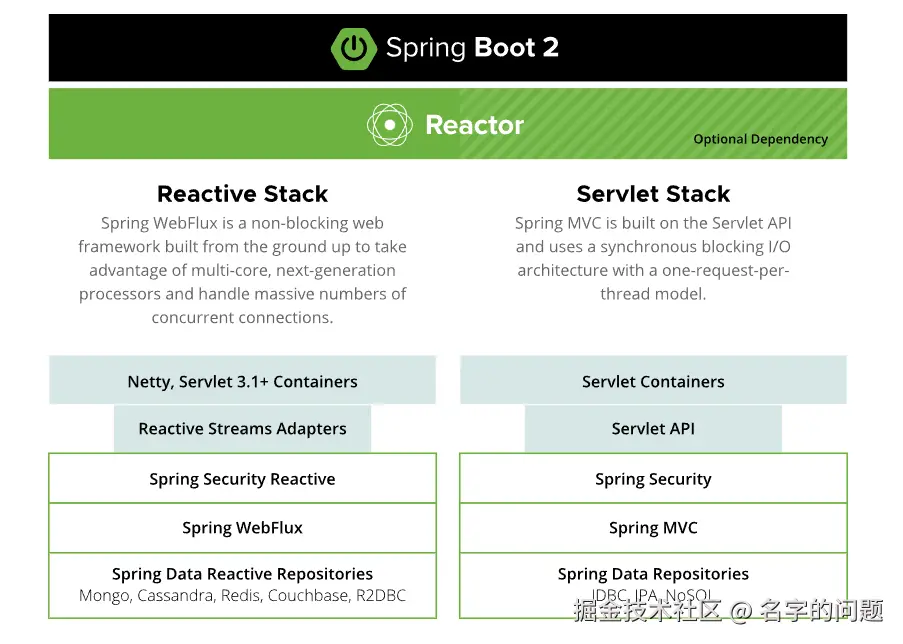 Spring Boot 2
Reactor
Optional Dependency
Reactive Stack
Spring WebFlux is a non-blocking web
framework built from the ground up to take
advantage of multi-core, next-generation
processors and handle massive numbers of
concurrent connections.
Netty, Servlet 3.1+ Containers
Reactive Streams Adapters
Spring Security Reactive
Spring WebFlux
Spring Data Reactive Repositories
Mongo, Cassandra, Redis, Couchbase, R2DBC
Servlet Stack
Spring MVC is built on the Servlet API
and uses a synchronous blocking I/O
architecture with a one-request-per-
thread model.
Servlet Containers
Servlet API
Spring Security
Spring MVC
Spring Data Repositories
JDBC, JPA, NoSQL
掘金技术社区 @ 名字的问题